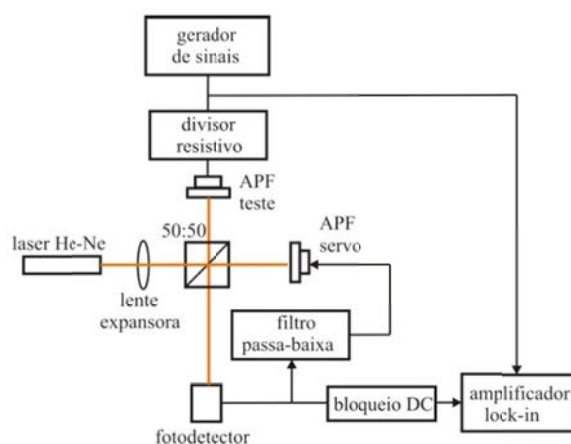 gerador
de sinais
divisor
resistivo
APF
teste
50:50
APF
servo
laser He-Ne
lente
expansora
filtro
passa-baixa
bloqueio DC
amplificador
lock-in
fotodetector